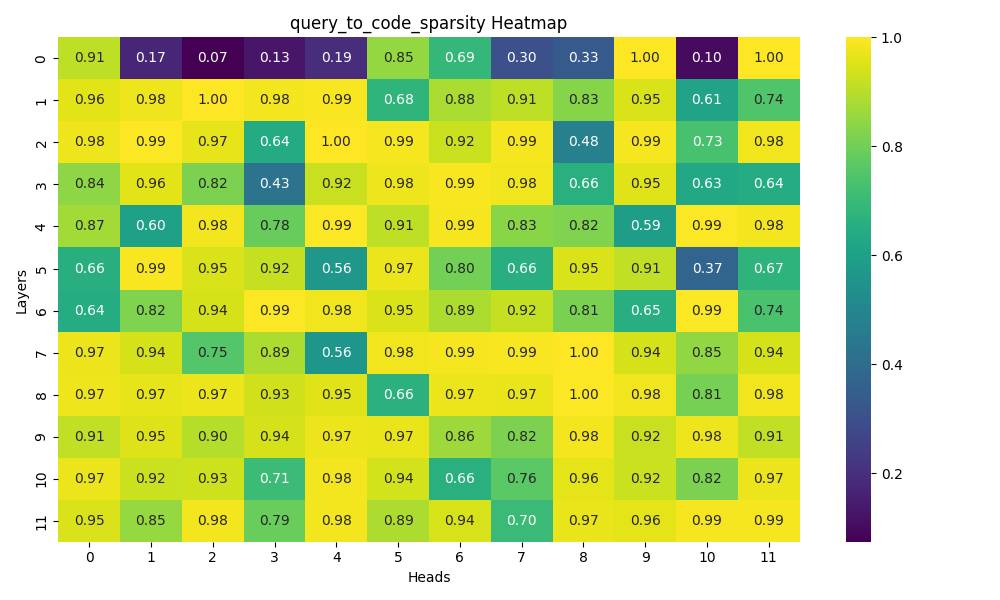 query_to_code_sparsity Heatmap
0 0.91 0.17 0.07 0.13 0.19 0.85 0.69 0.30 0.33 1.00 0.10 1.00
1 0.96 0.98 1.00 0.98 0.99 0.68 0.88 0.91 0.83 0.95 0.61 0.74
2 0.98 0.99 0.97 0.64 1.00 0.99 0.92 0.99 0.48 0.99 0.73 0.98
3 0.84 0.96 0.82 0.43 0.92 0.98 0.99 0.98 0.66 0.95 0.63 0.64
4 0.87 0.60 0.98 0.78 0.99 0.91 0.99 0.83 0.82 0.59 0.99 0.98
5 0.66 0.99 0.95 0.92 0.56 0.97 0.80 0.66 0.95 0.91 0.37 0.67
6 0.64 0.82 0.94 0.99 0.98 0.95 0.89 0.92 0.81 0.65 0.99 0.74
7 0.97 0.94 0.75 0.89 0.56 0.98 0.99 0.99 1.00 0.94 0.85 0.94
8 0.97 0.97 0.97 0.93 0.95 0.66 0.97 0.97 1.00 0.98 0.81 0.98
9 0.91 0.95 0.90 0.94 0.97 0.97 0.86 0.82 0.98 0.92 0.98 0.91
10 0.97 0.92 0.93 0.71 0.98 0.94 0.66 0.76 0.96 0.92 0.82 0.97
11 0.95 0.85 0.98 0.79 0.98 0.89 0.94 0.70 0.97 0.96 0.99 0.99
0 1 2 3 4 5 6 7 8 9 10 11
Heads
Layers
1.0
0.8
0.6
0.4
0.2